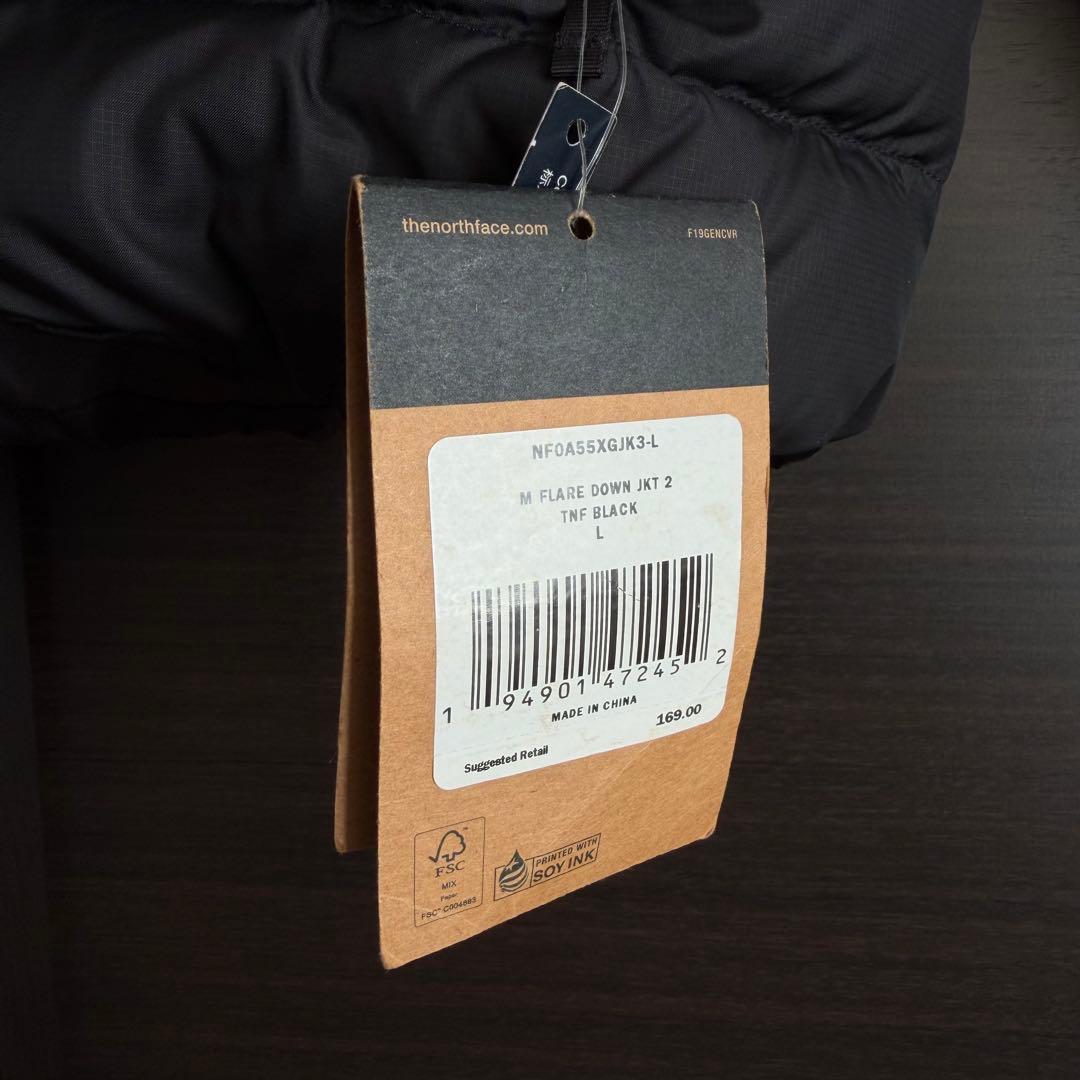 thenorthface.com
F19GENCVR
NF0A55XGJK3-L
M FLARE DOWN JKT 2
TNF BLACK
L
1 94901 47245 2
MADE IN CHINA
169.00
Suggested Retail
FSC
MIX
Paper
FSC™ C004683
PRINTED WITH
SOY INK